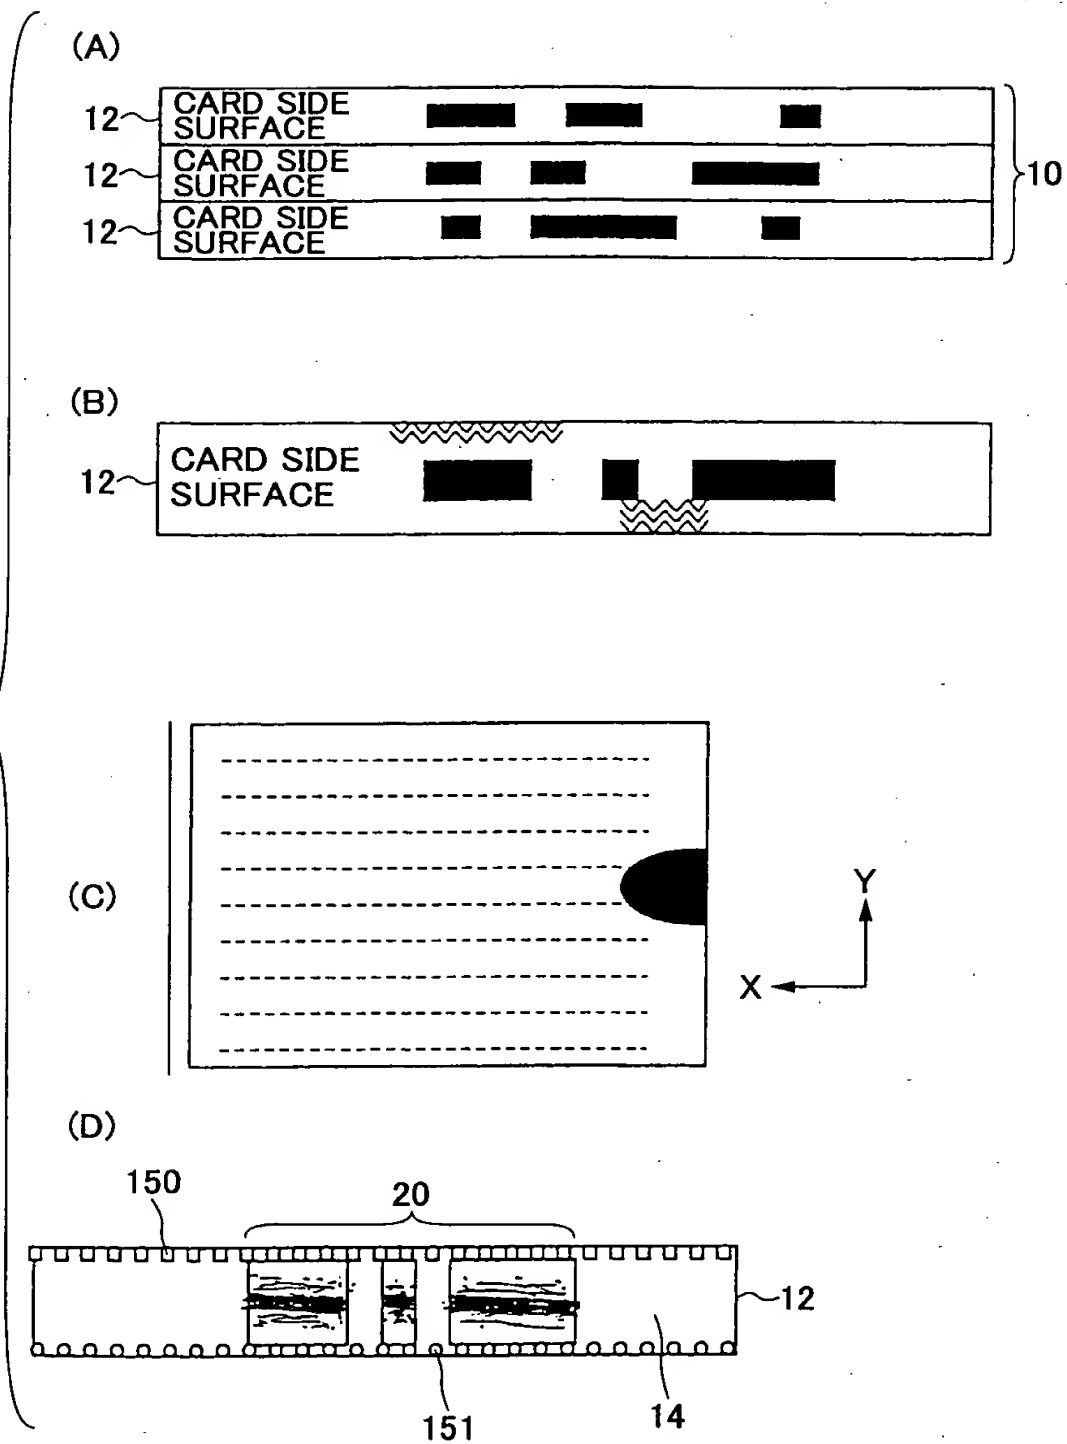 (A)
12 CARD SIDE
SURFACE
12 CARD SIDE
SURFACE
10
12 CARD SIDE
SURFACE
(B)
12 CARD SIDE
SURFACE
(C)
Y
X
(D)
150
20
12
151
14